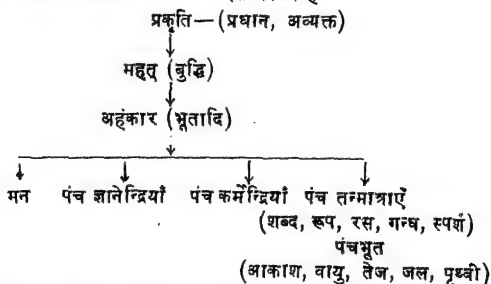 प्रकृति—(प्रधान, अव्यक्त)
महत् (बुद्धि)
अहंकार (भूतादि)
मन पंच ज्ञानेन्द्रियाँ पंच कर्मेन्द्रियाँ पंच तन्मात्राएँ
(शब्द, रूप, रस, गन्ध, स्पर्श)
पंचभूत
(आकाश, वायु, तेज, जल, पृथ्वी)